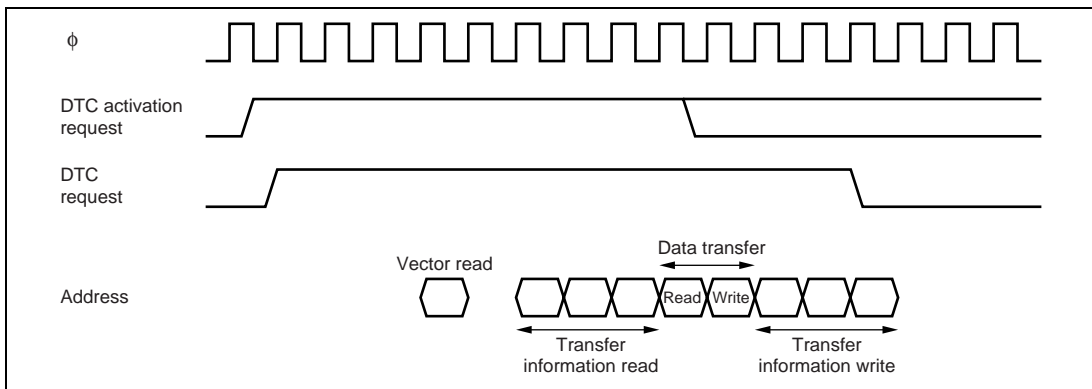 ϕ
DTC activation
request
DTC
request
Data transfer
Vector read
Address
Read
Write
Transfer
information read
Transfer
information write